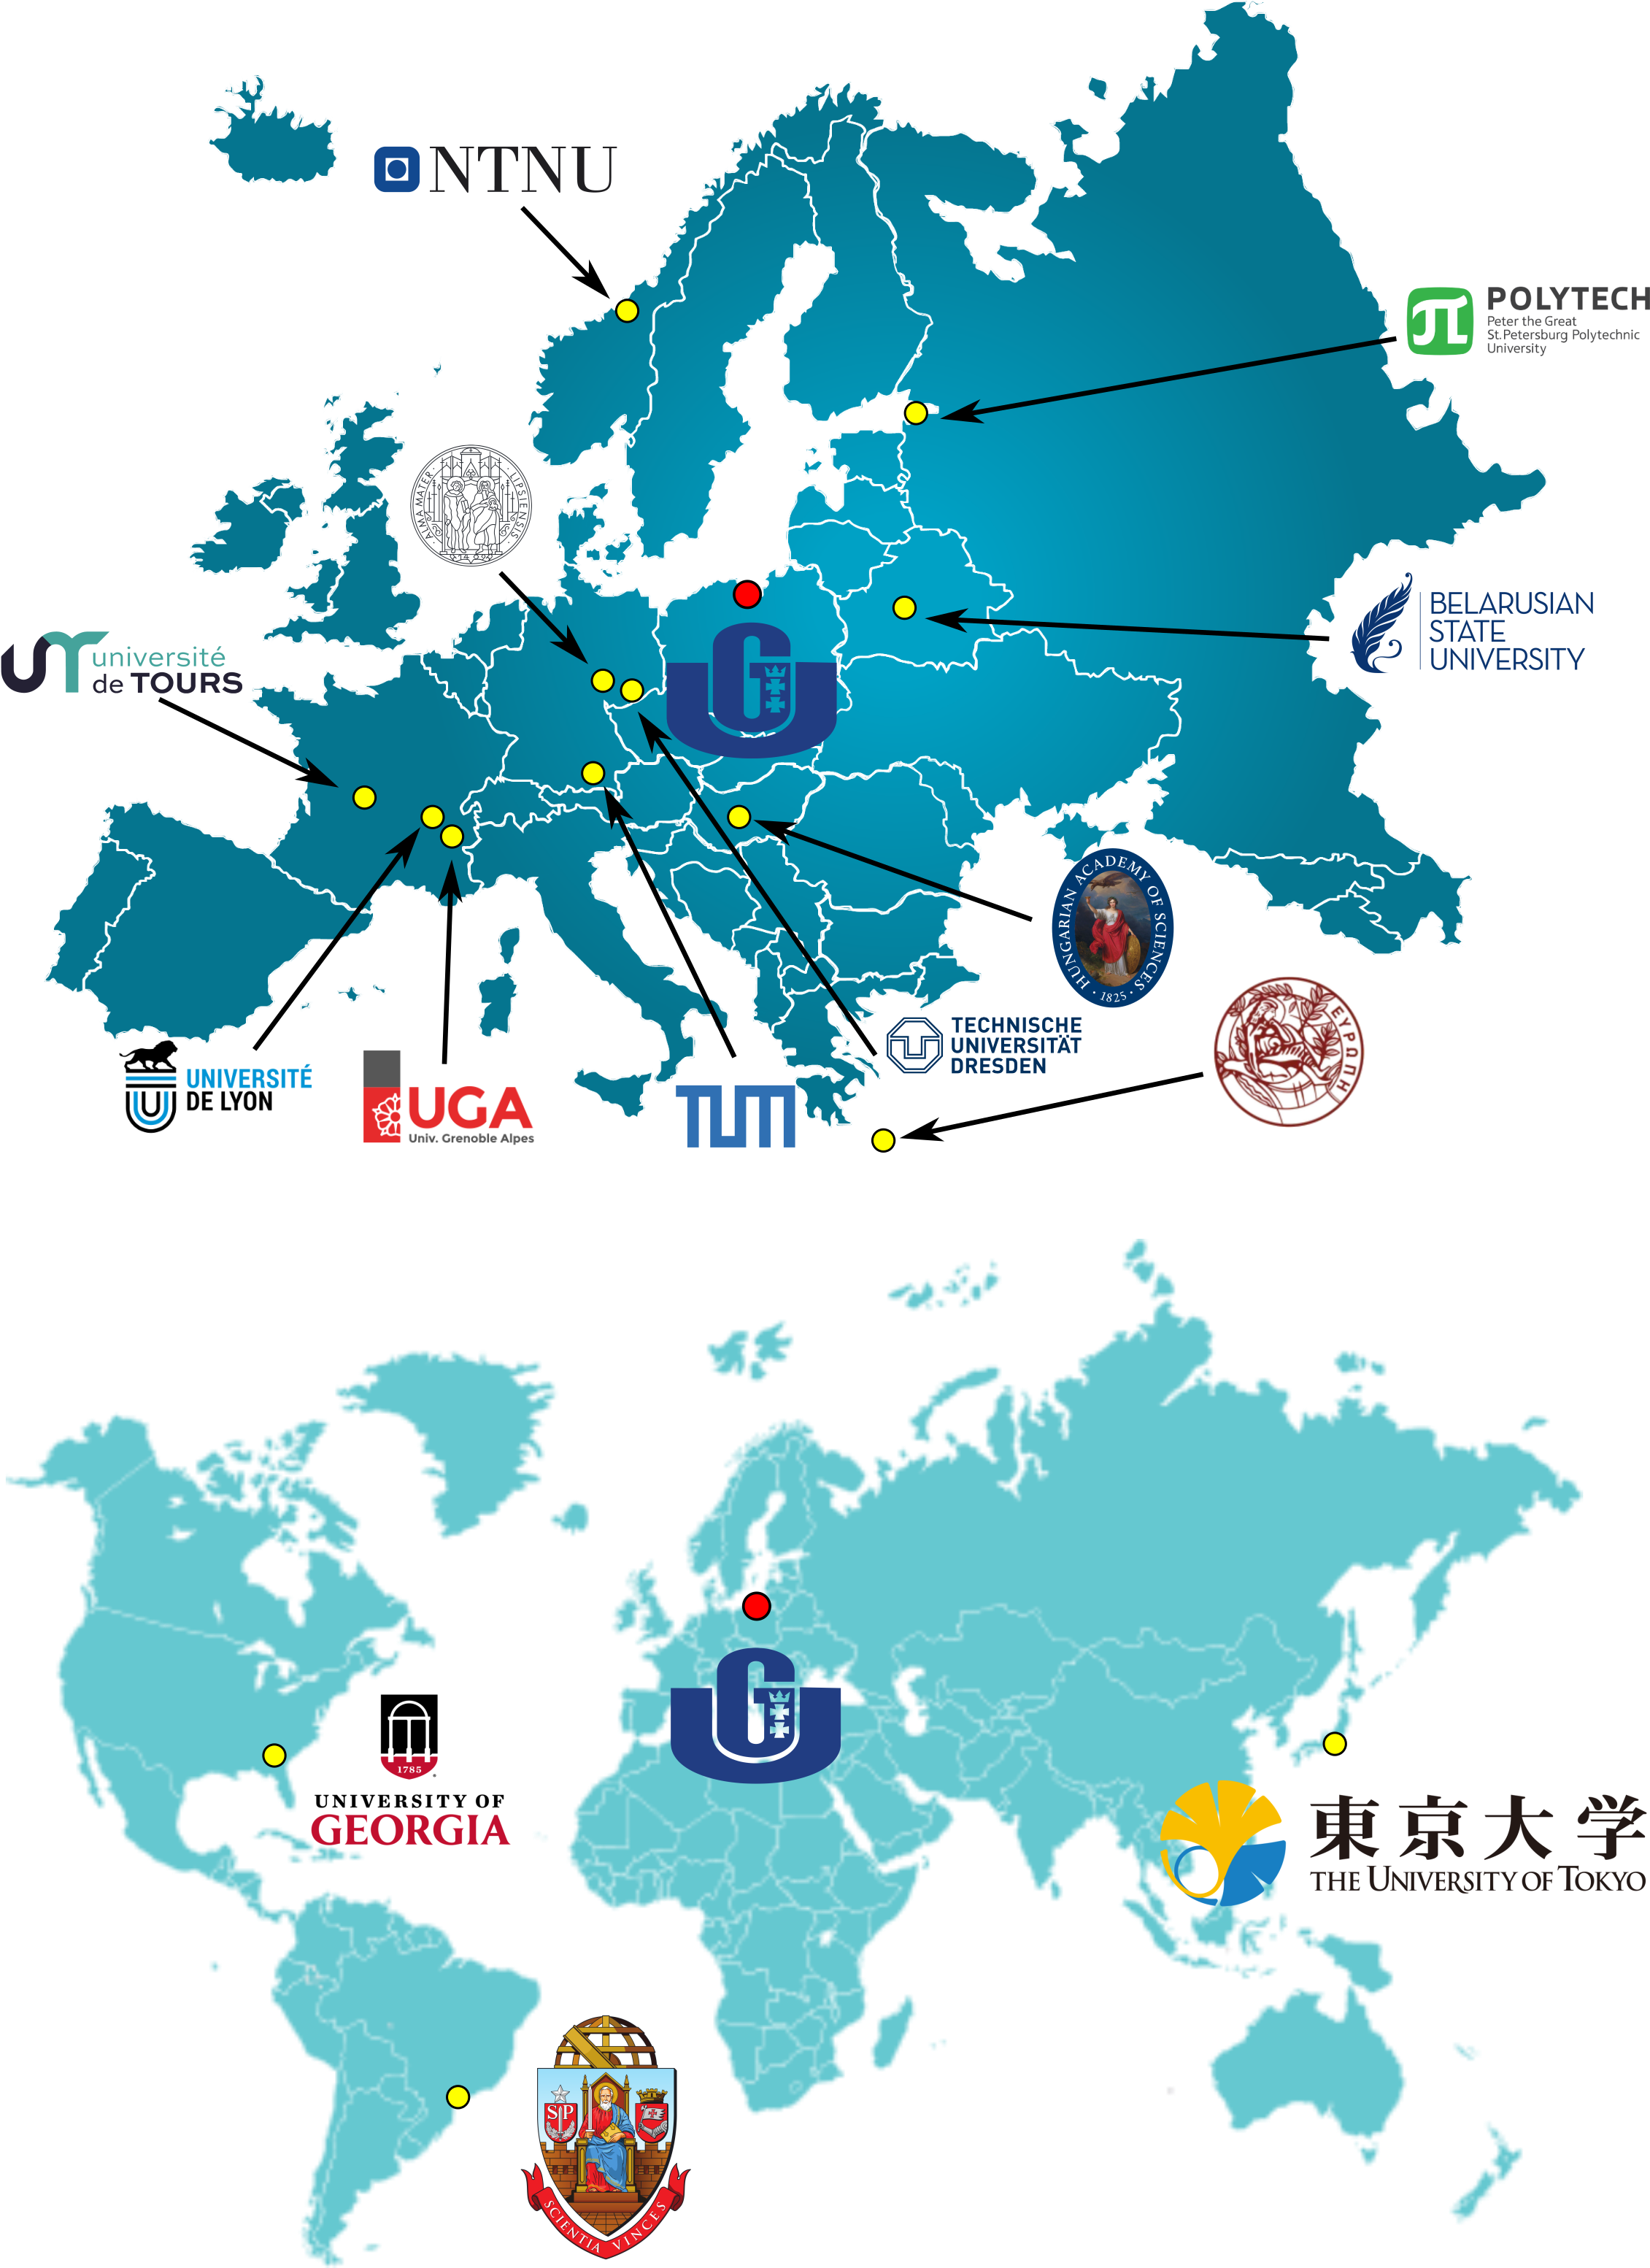 NTNU
POLYTECH
Peter the Great
St.Petersburg Polytechnic
University
ALMA MATER · LIPSIENSIS ·
1409
BELARUSIAN
STATE
UNIVERSITY
université
de TOURS
HUNGARIAN ACADEMY OF SCIENCES
· 1825 ·
ΕΥΡΩΠΗ
TECHNISCHE
UNIVERSITÄT
DRESDEN
UNIVERSITÉ
DE LYON
UGA
Univ. Grenoble Alpes
TUM
1785
UNIVERSITY OF
GEORGIA
東京大学
THE UNIVERSITY OF TOKYO
SP
SCIENTIA VINCES